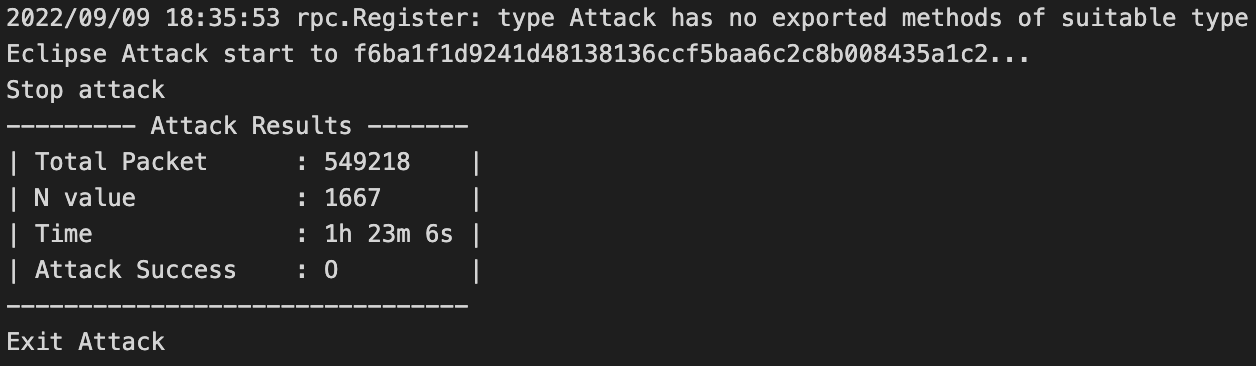 2022/09/09 18:35:53 rpc.Register: type Attack has no exported methods of suitable type
Eclipse Attack start to f6ba1f1d9241d48138136ccf5baa6c2c8b008435a1c2...
Stop attack
--------- Attack Results -------
| Total Packet      : 549218    |
| N value           : 1667      |
| Time              : 1h 23m 6s |
| Attack Success    : 0         |
--------------------------------
Exit Attack